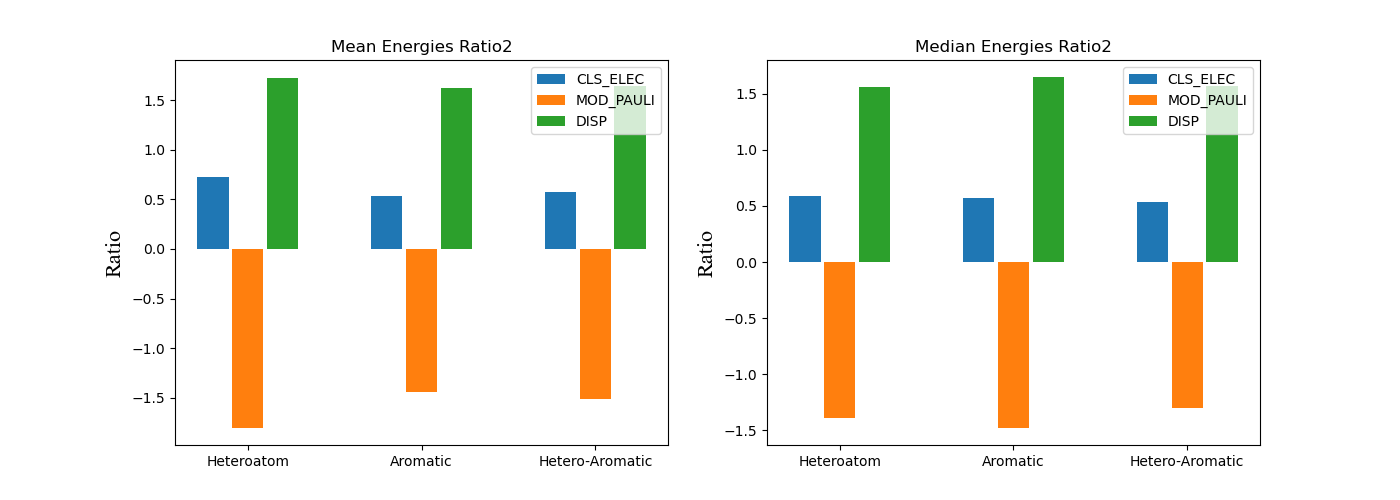 Mean Energies Ratio2
CLS_ELEC
MOD_PAULI
DISP
Ratio
1.5
1.0
0.5
0.0
−0.5
−1.0
−1.5
Heteroatom
Aromatic
Hetero-Aromatic
Median Energies Ratio2
CLS_ELEC
MOD_PAULI
DISP
Ratio
1.5
1.0
0.5
0.0
−0.5
−1.0
−1.5
Heteroatom
Aromatic
Hetero-Aromatic